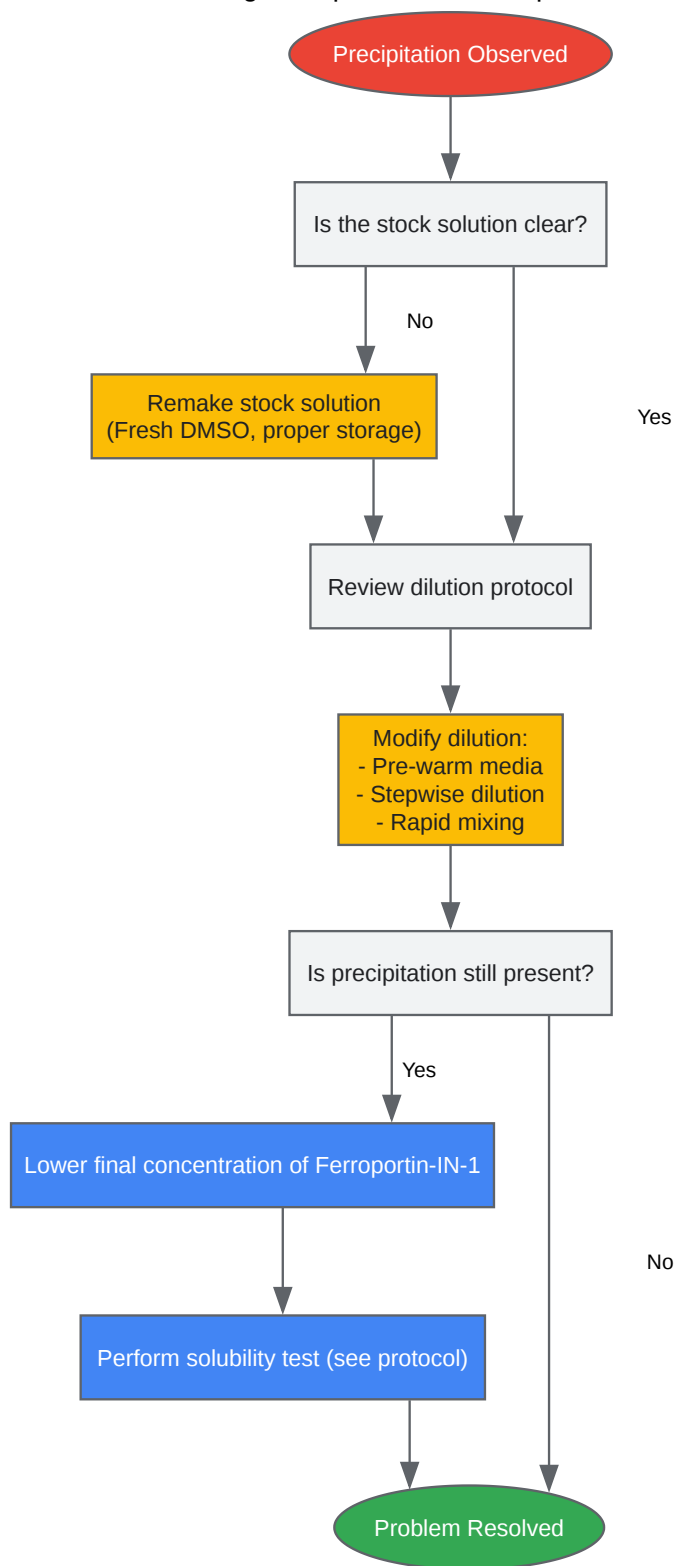 Precipitation Observed
Is the stock solution clear?
No
Remake stock solution
(Fresh DMSO, proper storage)
Yes
Review dilution protocol
Modify dilution:
- Pre-warm media
- Stepwise dilution
- Rapid mixing
Is precipitation still present?
Yes
Lower final concentration of Ferroportin-IN-1
No
Perform solubility test (see protocol)
Problem Resolved